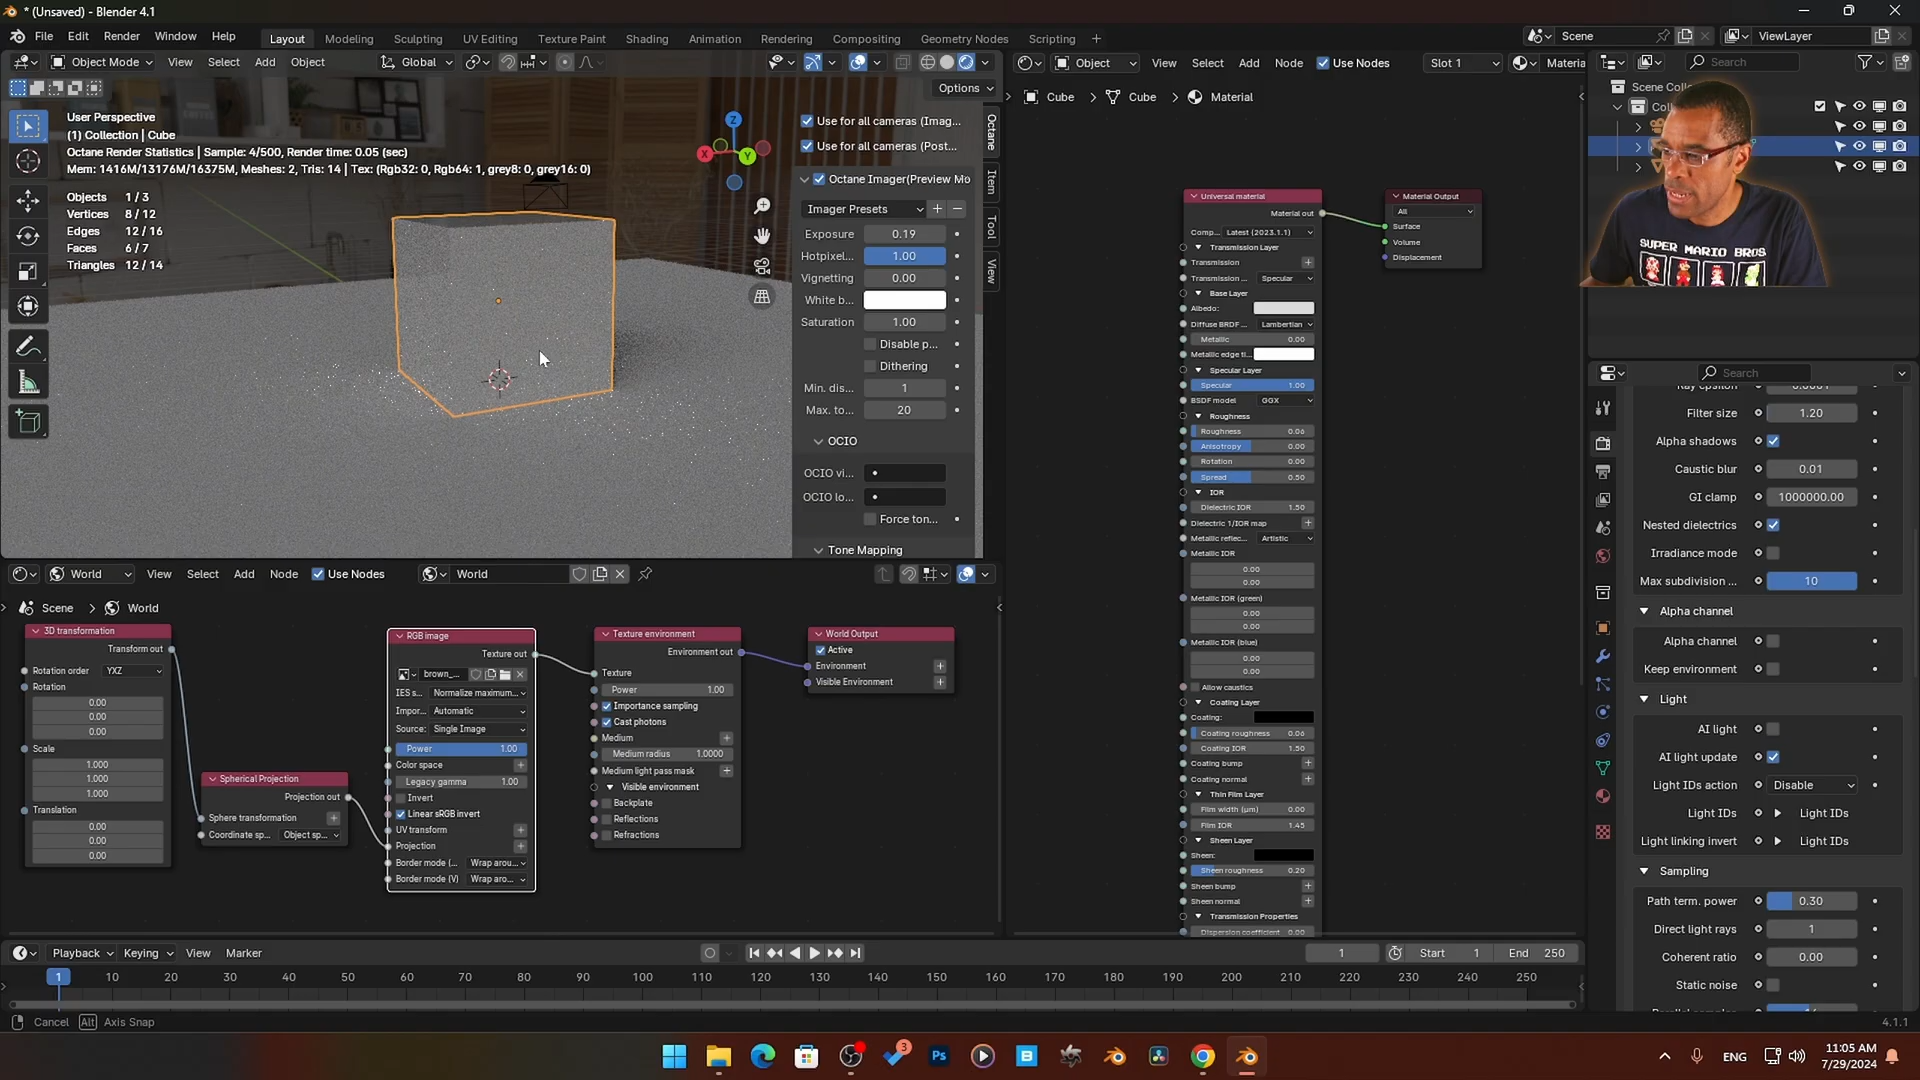 * (Unsaved) - Blender 4.1
File Edit Render Window Help
Layout Modeling Sculpting UV Editing Texture Paint Shading Animation Rendering Compositing Geometry Nodes Scripting +
Scene
ViewLayer
Object Mode View Select Add Object
Global
Options
User Perspective
(1) Collection | Cube
Octane Render Statistics | Sample: 4/500, Render time: 0.05 (sec)
Mem: 1416M/13176M/16375M, Meshes: 2, Tris: 14 | Tex: (Rgb32: 0, Rgb64: 1, grey8: 0, grey16: 0)
Objects 1 / 3
Vertices 8 / 12
Edges 12 / 16
Faces 6 / 7
Triangles 12 / 14
X
Y
Z
Use for all cameras (Imag...
Use for all cameras (Post...
Octane Imager(Preview Mo
Imager Presets
Exposure 0.19
Hotpixel... 1.00
Vignetting 0.00
White b...
Saturation 1.00
Disable p...
Dithering
Min. dis... 1
Max. to... 20
OCIO
OCIO vi...
OCIO lo...
Force ton...
Tone Mapping
Octane
Item
Tool
View
World View Select Add Node Use Nodes World
Scene > World
3D transformation
Transform out
Rotation order YXZ
Rotation
0.00
0.00
0.00
Scale
1.000
1.000
1.000
Translation
0.00
0.00
0.00
Spherical Projection
Projection out
Sphere transformation
Coordinate sp... Object sp...
RGB image
Texture out
brown_...
IES s... Normalize maximum...
Impor... Automatic
Source: Single Image
Power 1.00
Color space
Legacy gamma 1.00
Invert
Linear sRGB invert
UV transform
Projection
Border mode (... Wrap arou...
Border mode (V) Wrap aro...
Texture environment
Environment out
Texture
Power 1.00
Importance sampling
Cast photons
Medium
Medium radius 1.0000
Medium light pass mask
Visible environment
Backplate
Reflections
Refractions
World Output
Active
Environment
Visible Environment
Object View Select Add Node Use Nodes Slot 1 Materia
Cube > Cube > Material
Universal material
Material out
Comp... Latest (2023.1.1)
Transmission Layer
Transmission
Transmission ... Specular
Base Layer
Albedo:
Diffuse BRDF ... Lambertian
Metallic 0.00
Metallic edge ti...
Specular Layer
Specular 1.00
BSDF model GGX
Roughness
Roughness 0.06
Anisotropy 0.00
Rotation 0.00
Spread 0.50
IOR
Dielectric IOR 1.50
Dielectric 1/IOR map
Metallic reflec... Artistic
Metallic IOR
0.00
0.00
Metallic IOR (green)
0.00
0.00
Metallic IOR (blue)
0.00
0.00
Allow caustics
Coating Layer
Coating:
Coating roughness 0.06
Coating IOR 1.50
Coating bump
Coating normal
Thin Film Layer
Film width (µm) 0.00
Film IOR 1.45
Sheen Layer
Sheen:
Sheen roughness 0.20
Sheen bump
Sheen normal
Transmission Properties
Dispersion coefficient 0.00
Material Output
All
Surface
Volume
Displacement
Search
Scene Coll
Coll
SUPER MARIO BROS
Search
Ray epsilon
Filter size 1.20
Alpha shadows
Caustic blur 0.01
GI clamp 1000000.00
Nested dielectrics
Irradiance mode
Max subdivision ... 10
Alpha channel
Alpha channel
Keep environment
Light
AI light
AI light update
Light IDs action Disable
Light IDs Light IDs
Light linking invert Light IDs
Sampling
Path term. power 0.30
Direct light rays 1
Coherent ratio 0.00
Static noise
Playback Keying View Marker
1
Start 1
End 250
1 10 20 30 40 50 60 70 80 90 100 110 120 130 140 150 160 170 180 190 200 210 220 230 240 250
Cancel Alt Axis Snap
4.1.1
3
Ps
B
ENG
11:05 AM
7/29/2024